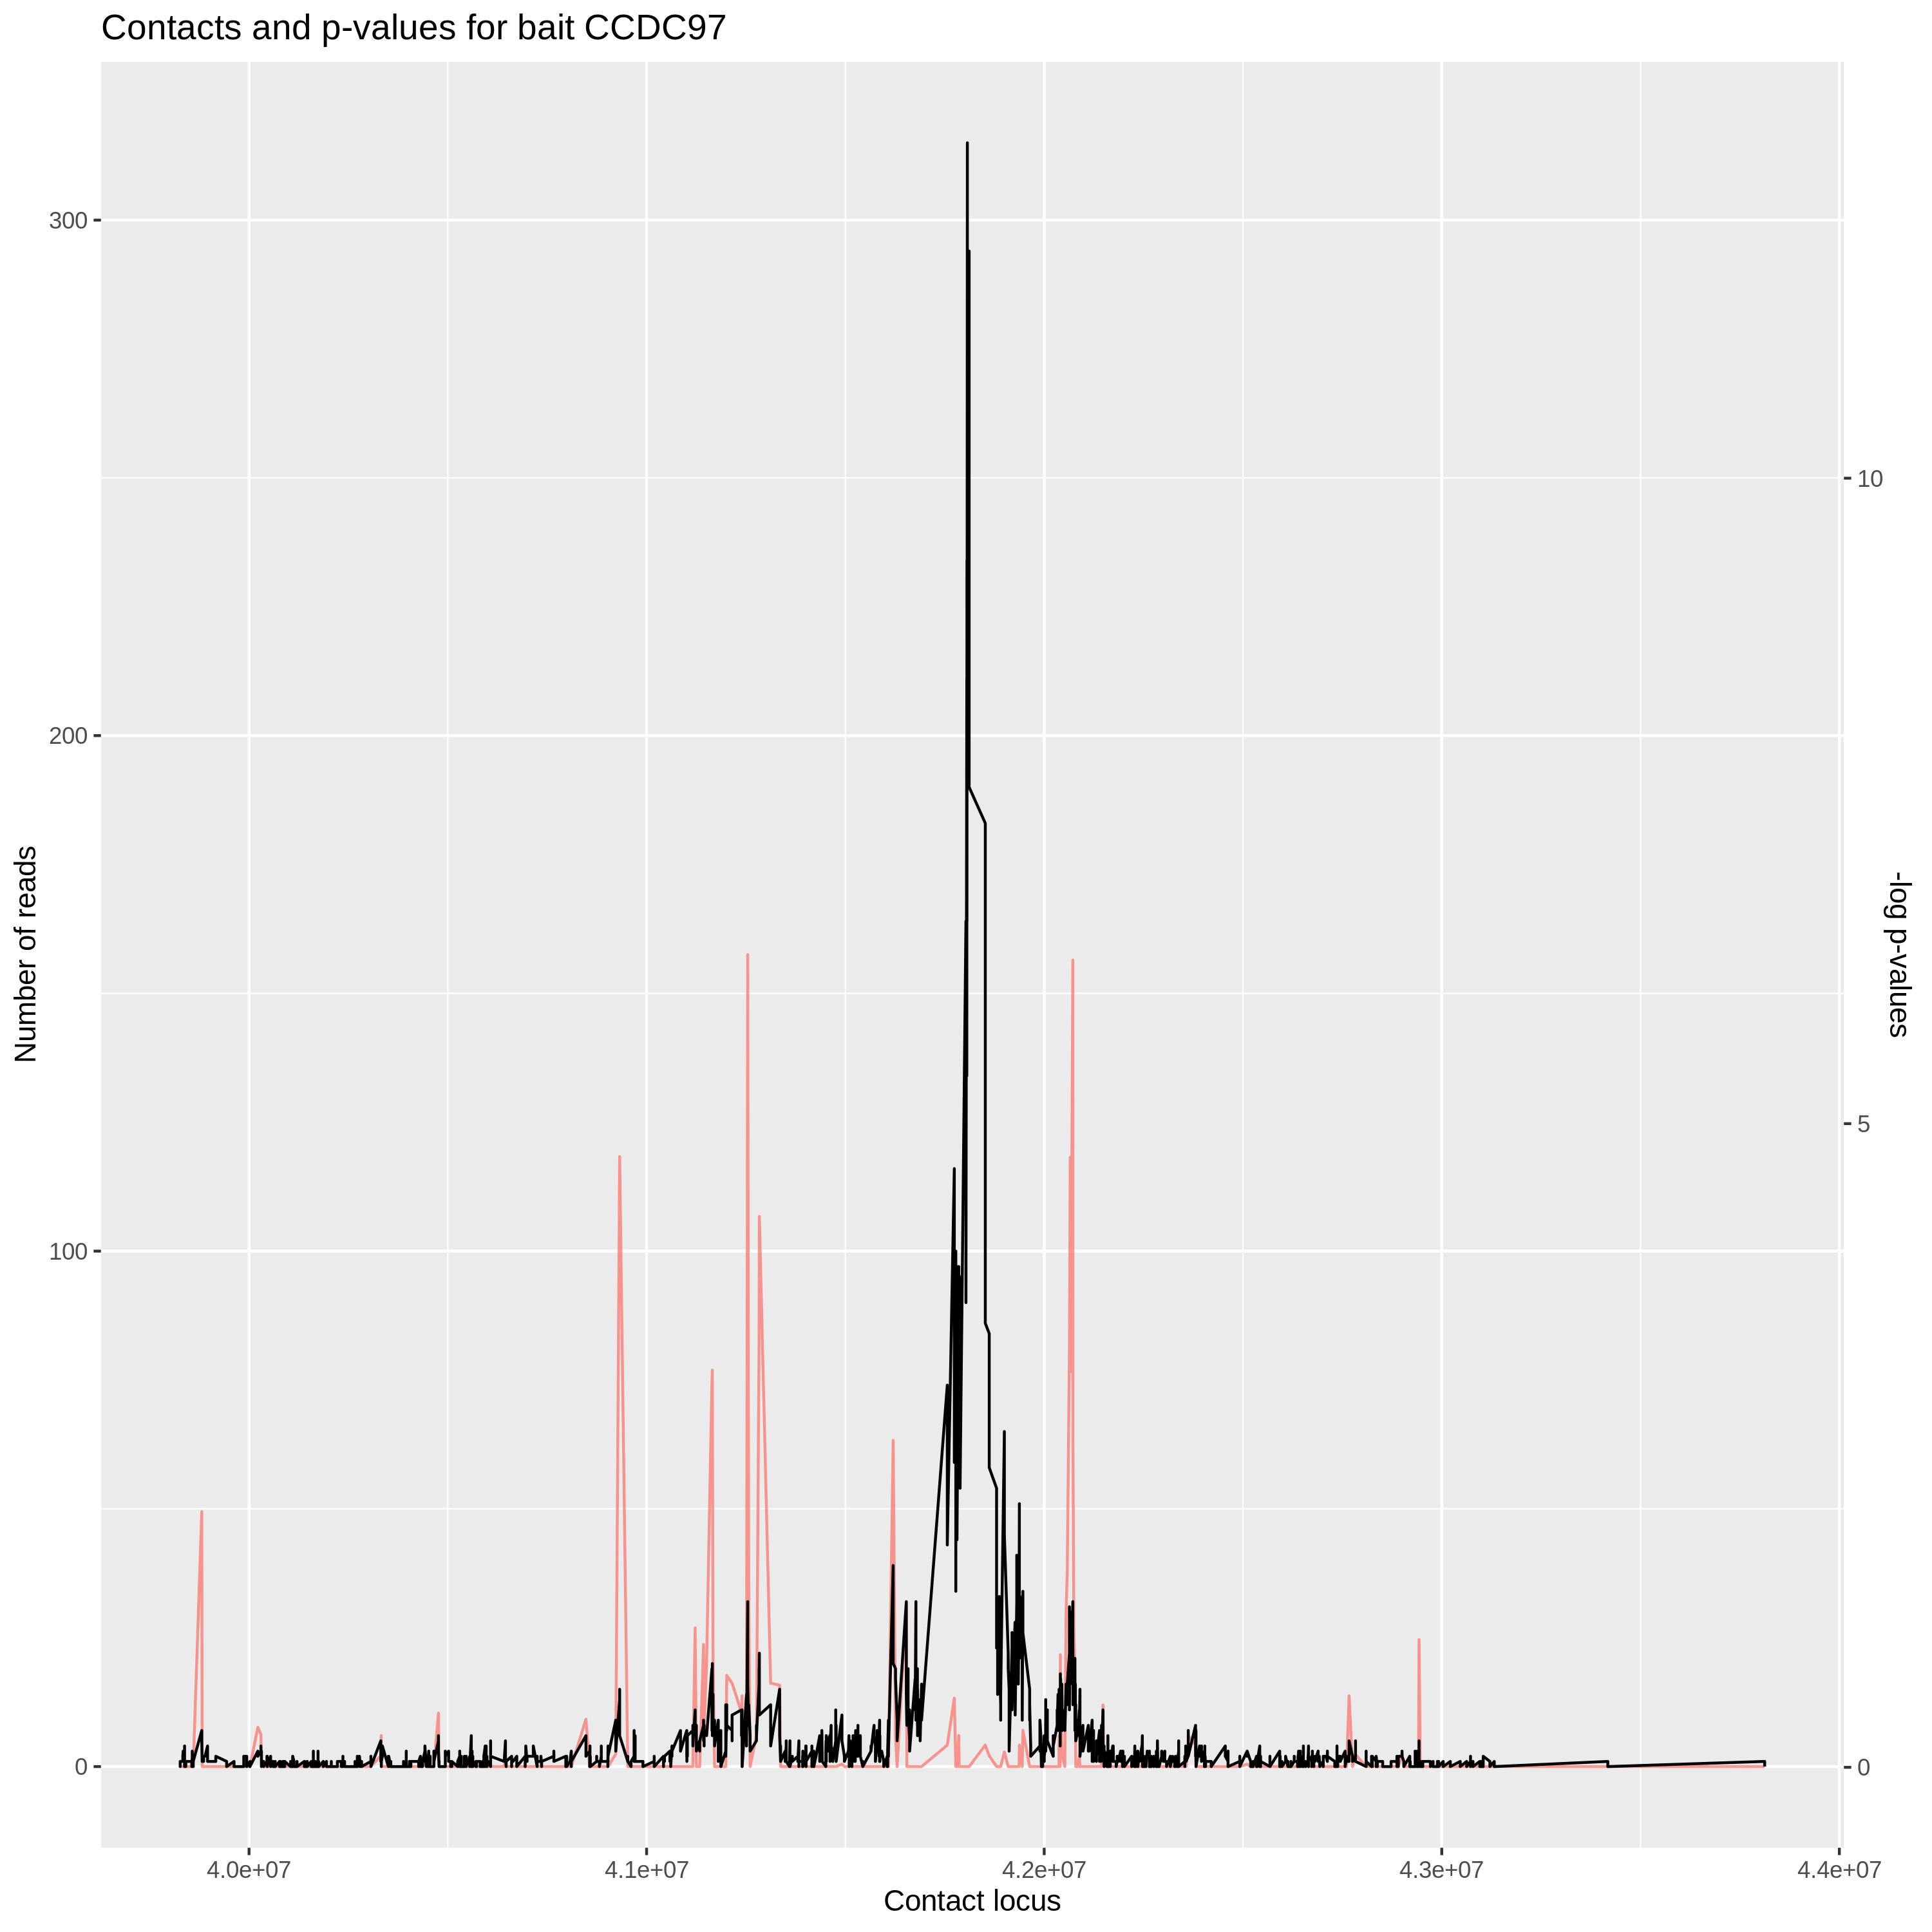 Contacts and p-values for bait CCDC97
300
200
100
0
Number of reads
10
5
0
-log p-values
4.0e+07
4.1e+07
4.2e+07
4.3e+07
4.4e+07
Contact locus